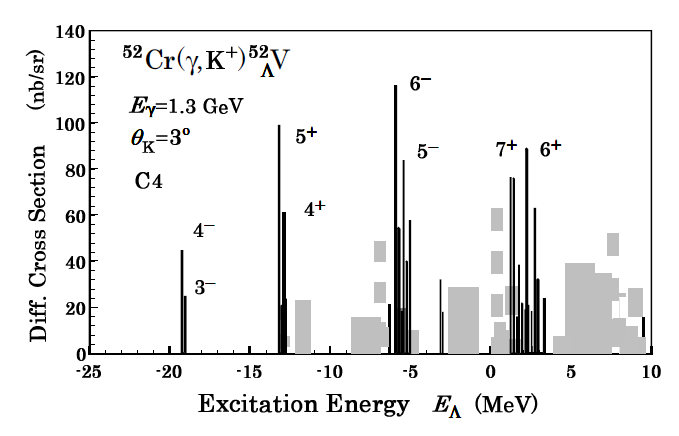 140
120
100
80
60
40
20
0
Diff. Cross Section (nb/sr)
⁵²Cr(γ,K⁺)⁵²ΛV
Eγ=1.3 GeV
θK=3°
C4
4⁻
3⁻
5⁺
4⁺
6⁻
5⁻
7⁺ 6⁺
-25 -20 -15 -10 -5 0 5 10
Excitation Energy EΛ (MeV)